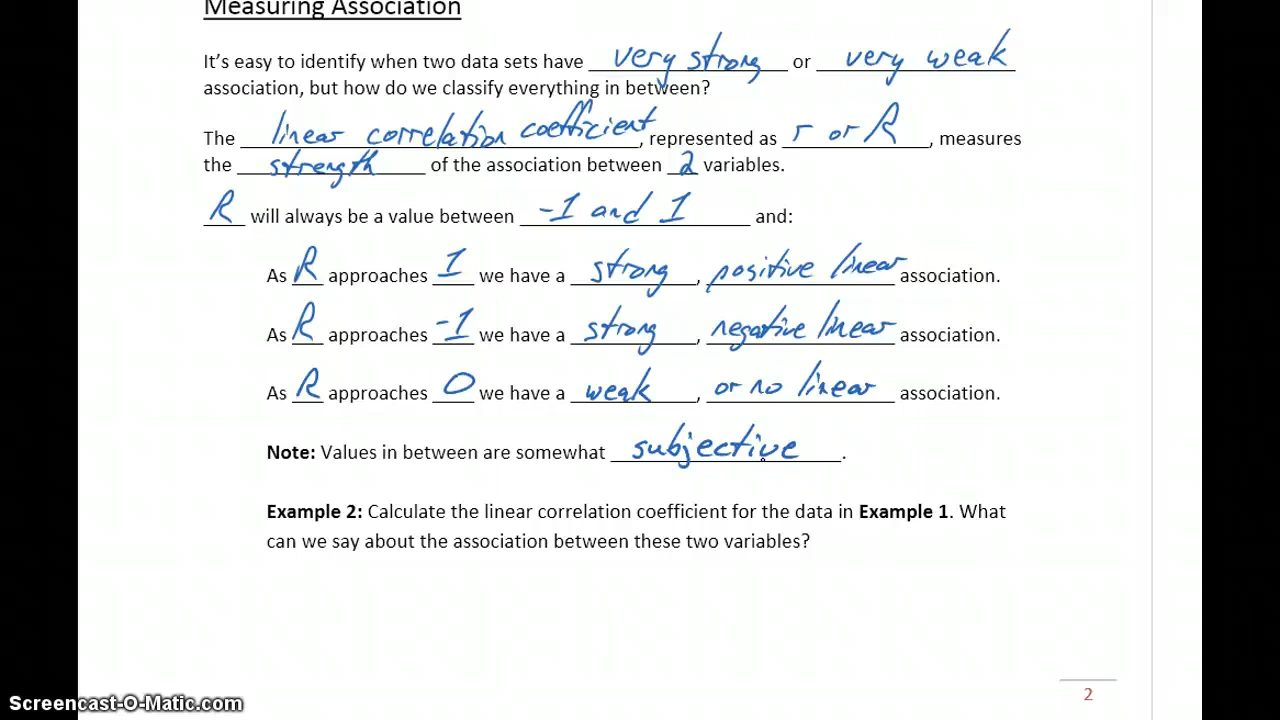 Measuring Association
It's easy to identify when two data sets have very strong or very weak
association, but how do we classify everything in between?
The linear correlation coefficient, represented as r or R, measures
the strength of the association between 2 variables.
R will always be a value between -1 and 1 and:
As R approaches 1 we have a strong, positive linear association.
As R approaches -1 we have a strong, negative linear association.
As R approaches 0 we have a weak, or no linear association.
Note: Values in between are somewhat subjective.
Example 2: Calculate the linear correlation coefficient for the data in Example 1. What
can we say about the association between these two variables?
2
Screencast-O-Matic.com